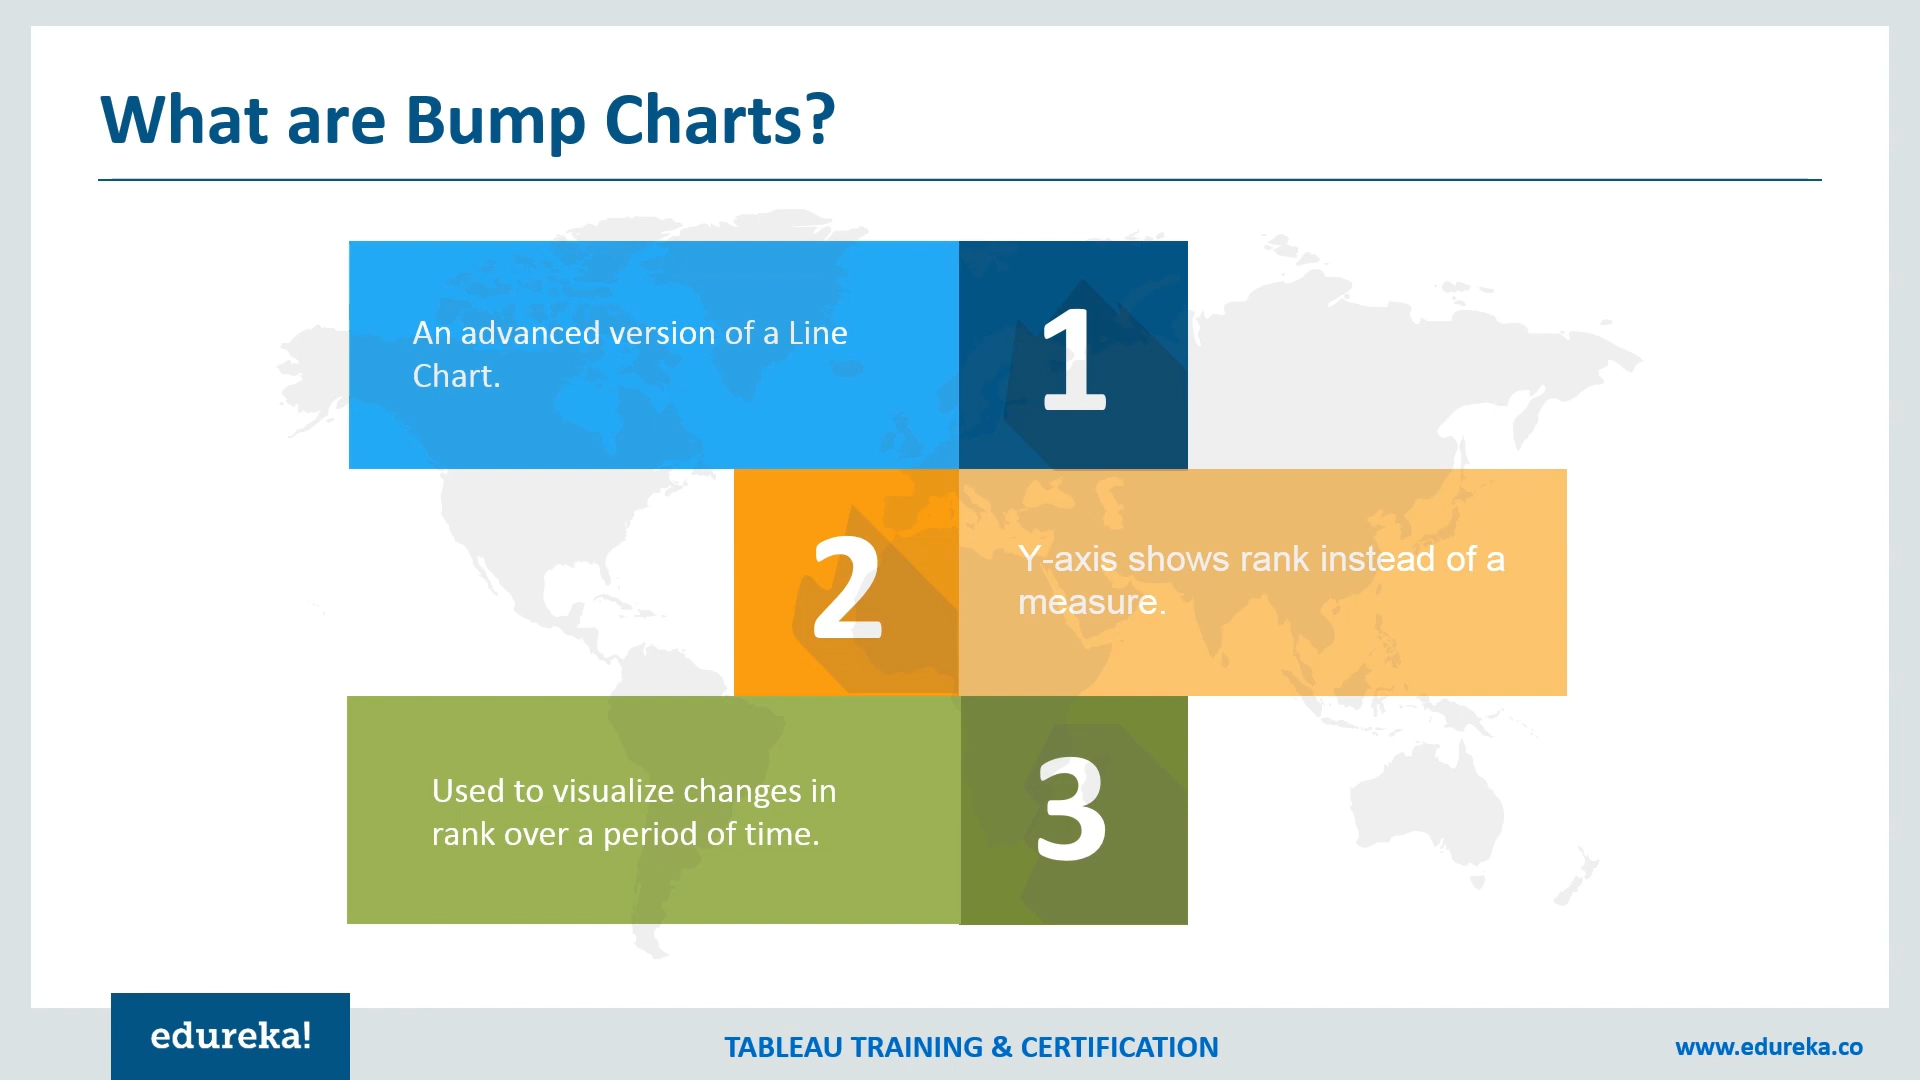 What are Bump Charts?
An advanced version of a Line
Chart.
1
2
Y-axis shows rank instead of a
measure.
Used to visualize changes in
rank over a period of time.
3
edureka!
TABLEAU TRAINING & CERTIFICATION
www.edureka.co